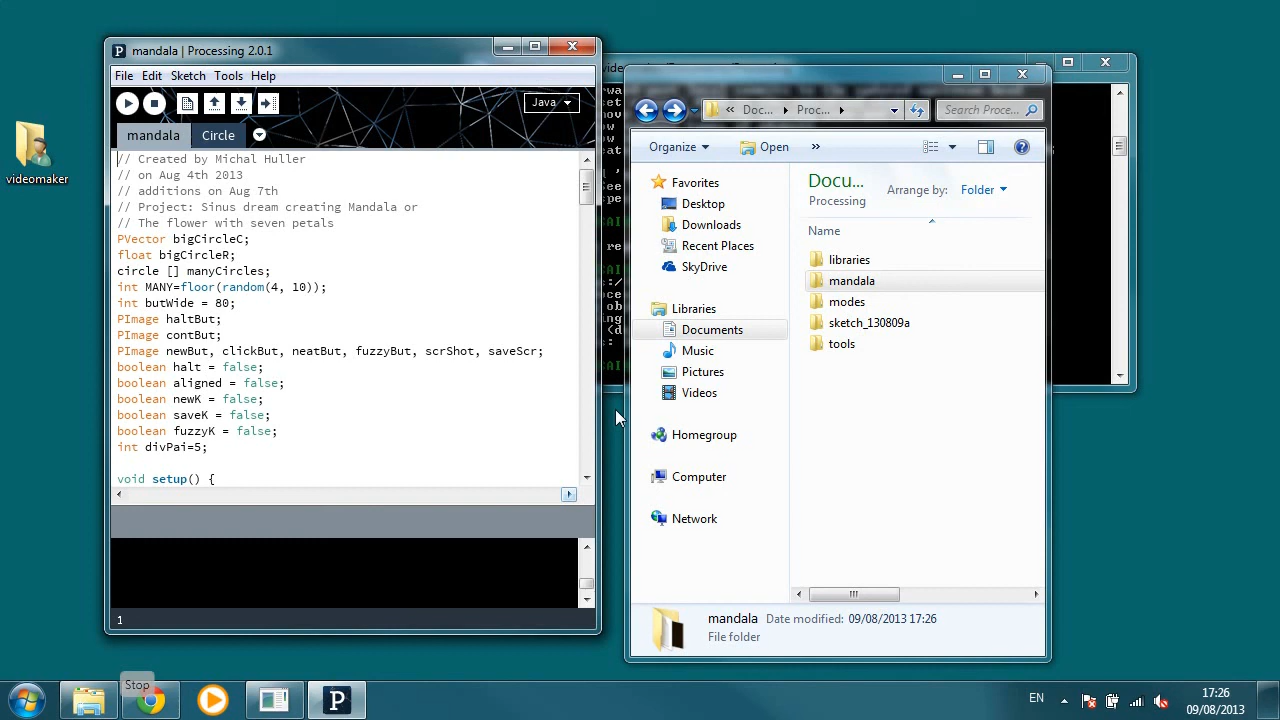 videomaker
mandala | Processing 2.0.1
File Edit Sketch Tools Help
Java
mandala Circle
// Created by Michal Huller
// on Aug 4th 2013
// additions on Aug 7th
// Project: Sinus dream creating Mandala or
// The flower with seven petals
PVector bigCircleC;
float bigCircleR;
circle [] manyCircles;
int MANY=floor(random(4, 10));
int butWide = 80;
PImage haltBut;
PImage contBut;
PImage newBut, clickBut, neatBut, fuzzyBut, scrShot, saveScr;
boolean halt = false;
boolean aligned = false;
boolean newK = false;
boolean saveK = false;
boolean fuzzyK = false;
int divPai=5;
void setup() {
1
« Doc... Proc...
Search Proce...
Organize Open »
Favorites
Desktop
Downloads
Recent Places
SkyDrive
Libraries
Documents
Music
Pictures
Videos
Homegroup
Computer
Network
Docu...
Processing
Arrange by: Folder
Name
libraries
mandala
modes
sketch_130809a
tools
mandala Date modified: 09/08/2013 17:26
File folder
Stop
EN
17:26
09/08/2013